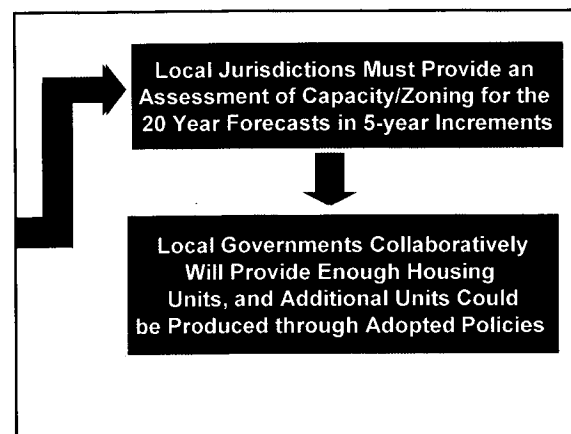 Local Jurisdictions Must Provide an
Assessment of Capacity/Zoning for the
20 Year Forecasts in 5-year Increments
Local Governments Collaboratively
Will Provide Enough Housing
Units, and Additional Units Could
be Produced through Adopted Policies